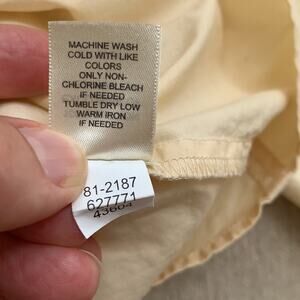 MACHINE WASH
COLD WITH LIKE
COLORS
ONLY NON-
CHLORINE BLEACH
IF NEEDED
TUMBLE DRY LOW
WARM IRON
IF NEEDED
81-2187
627771
43604